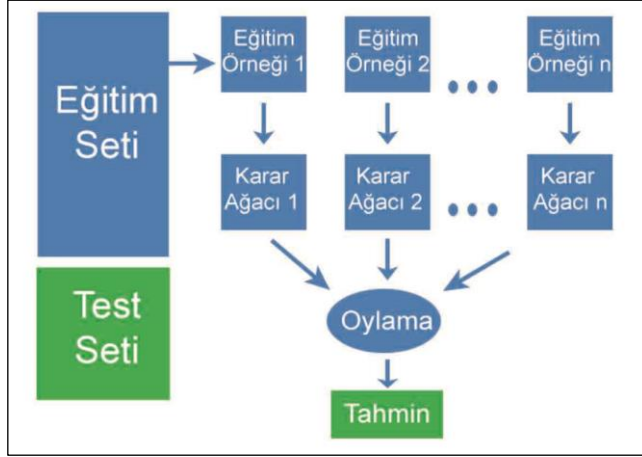 Eğitim
Seti
Eğitim
Örneği 1
Eğitim
Örneği 2
Eğitim
Örneği n
Karar
Ağacı 1
Karar
Ağacı 2
Karar
Ağacı n
Test
Seti
Oylama
Tahmin